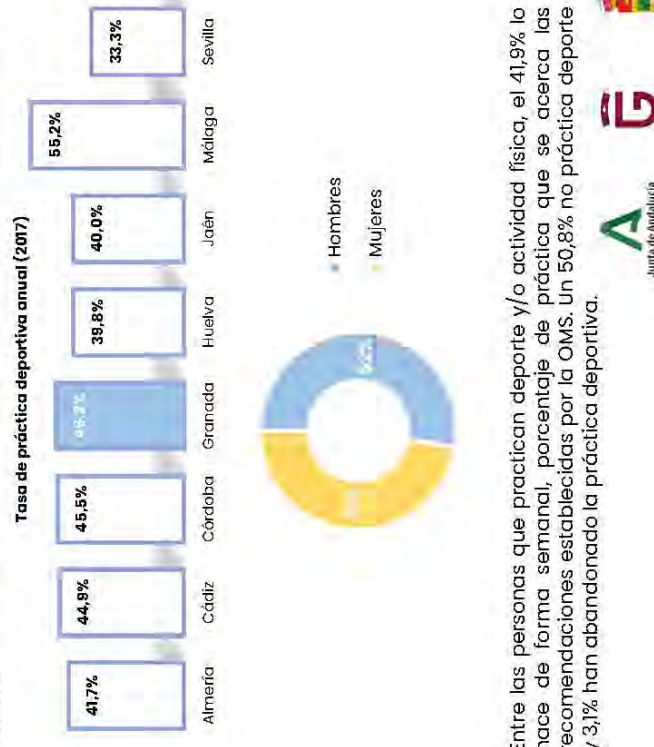 Tasa de práctica deportiva anual (2017)
41,7%
44,9%
45,5%
46,2%
39,8%
40,0%
55,2%
33,3%
Almería
Cádiz
Córdoba
Granada
Huelva
Jaén
Málaga
Sevilla
Hombres
Mujeres
Entre las personas que practican deporte y/o actividad física, el 41,9% lo
hace de forma semanal, porcentaje de práctica que se acerca las
recomendaciones establecidas por la OMS. Un 50,8% no práctica deporte
y 3,1% han abandonado la práctica deportiva.
Junta de Andalucía